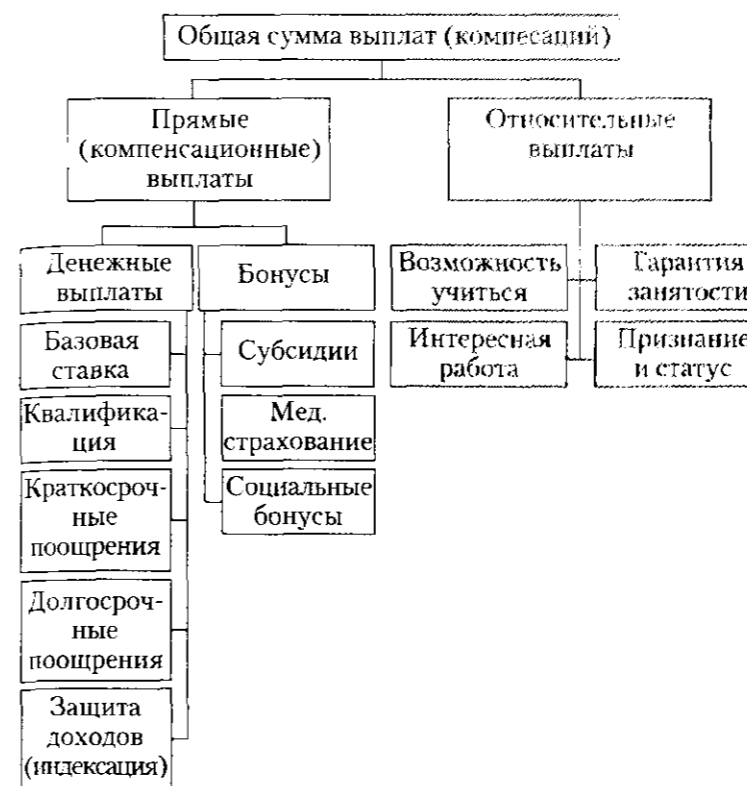 Общая сумма выплат (компесаций)
Прямые
(компенсационные)
выплаты
Относительные
выплаты
Денежные
выплаты
Бонусы
Возможность
учиться
Гарантия
занятости
Базовая
ставка
Субсидии
Интересная
работа
Признание
и статус
Квалифика-
ция
Мед.
страхование
Краткосроч-
ные
поощрения
Социальные
бонусы
Долгосроч-
ные
поощрения
Защита
доходов
(индексация)